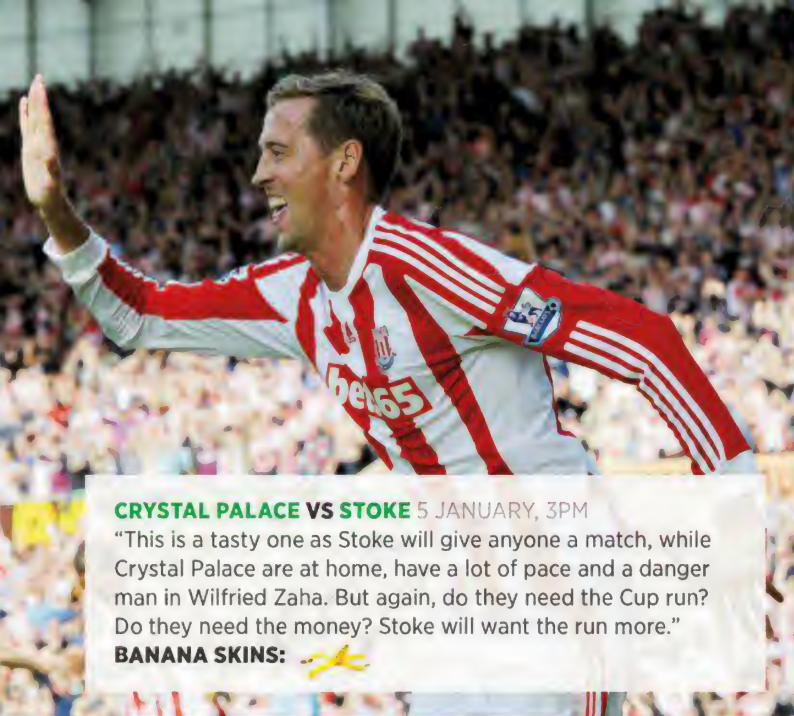 bet365
CRYSTAL PALACE VS STOKE 5 JANUARY, 3PM
“This is a tasty one as Stoke will give anyone a match, while
Crystal Palace are at home, have a lot of pace and a danger
man in Wilfried Zaha. But again, do they need the Cup run?
Do they need the money? Stoke will want the run more.”
BANANA SKINS: